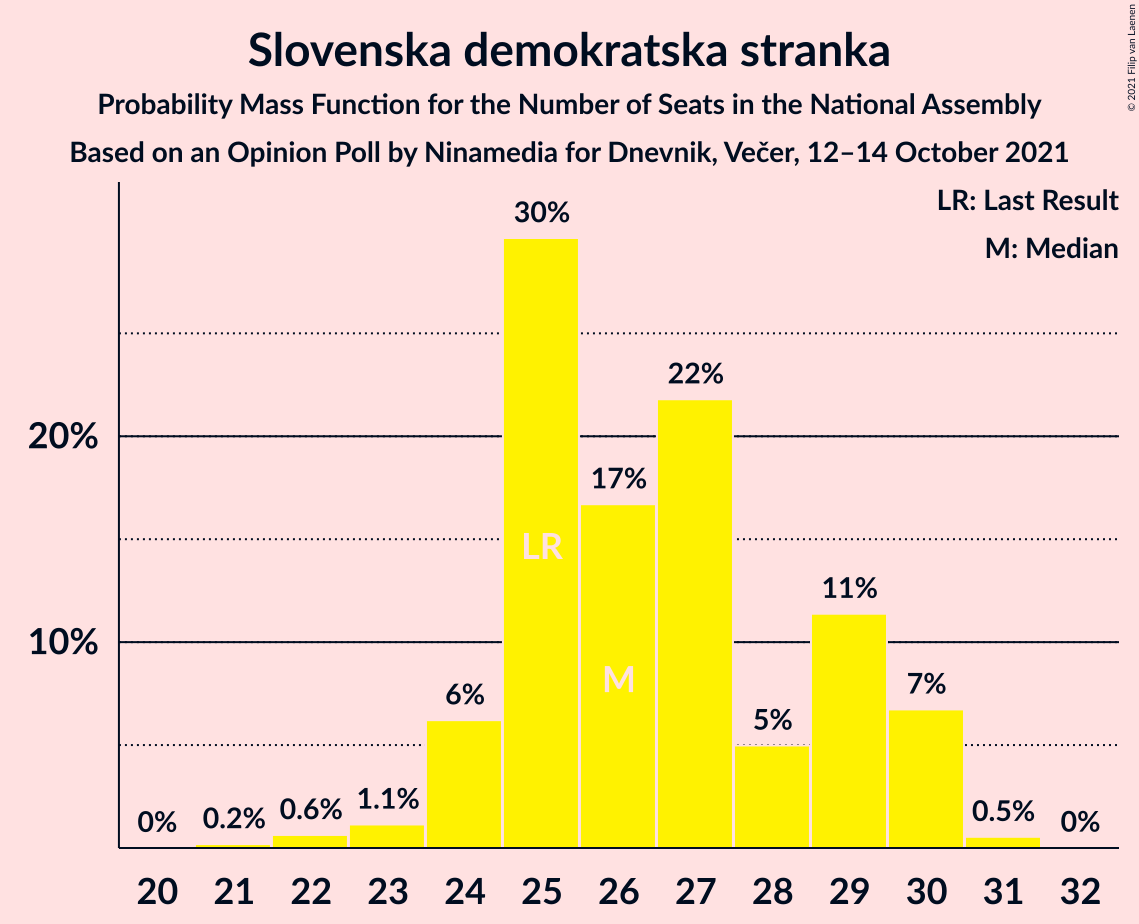 Slovenska demokratska stranka
Probability Mass Function for the Number of Seats in the National Assembly
Based on an Opinion Poll by Ninamedia for Dnevnik, Večer, 12–14 October 2021
© 2021 Filip van Laenen
LR: Last Result
M: Median
30%
22%
20%
17%
LR
11%
10%
M
7%
6%
5%
1.1%
0.6%
0.5%
0.2%
0%
0%
20 21 22 23 24 25 26 27 28 29 30 31 32